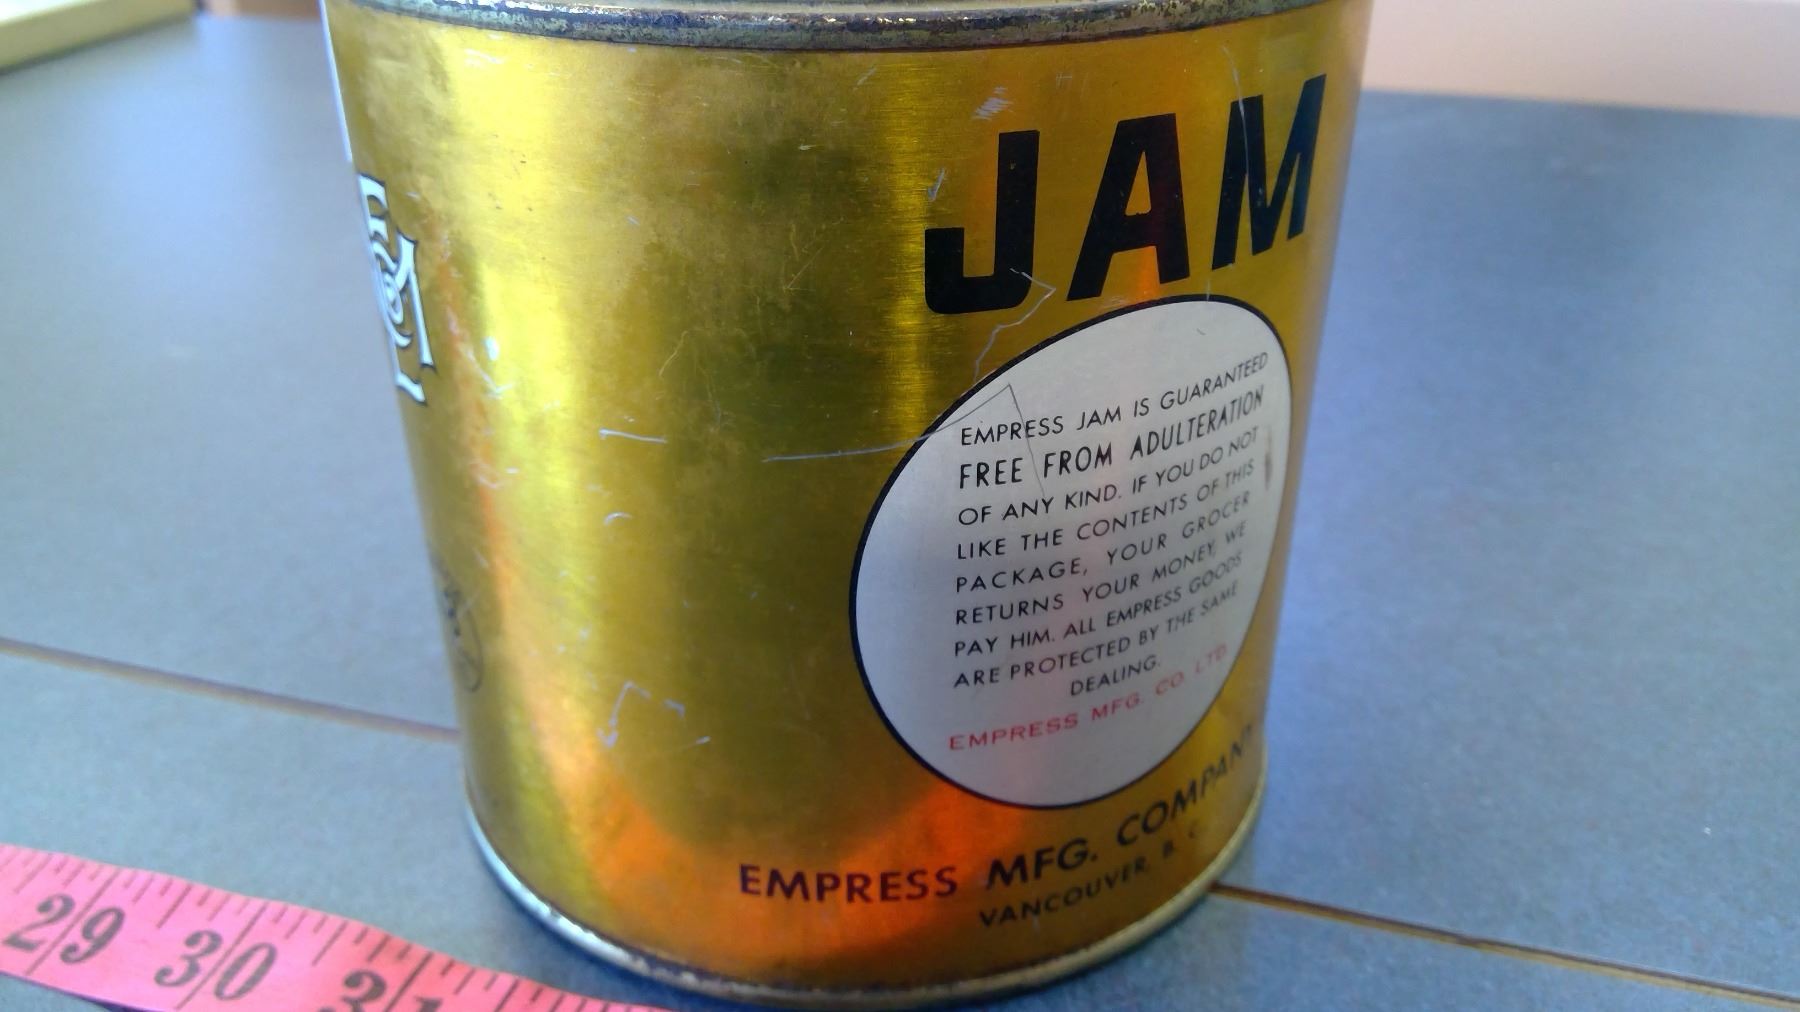 JAM
EMPRESS JAM IS GUARANTEED
FREE FROM ADULTERATION
OF ANY KIND. IF YOU DO NOT
LIKE THE CONTENTS OF THIS
PACKAGE, YOUR GROCER
RETURNS YOUR MONEY, WE
PAY HIM. ALL EMPRESS GOODS
ARE PROTECTED BY THE SAME
DEALING.
EMPRESS MFG. CO. LTD.
EMPRESS MFG. COMPANY
VANCOUVER, B. C.
29 30 31